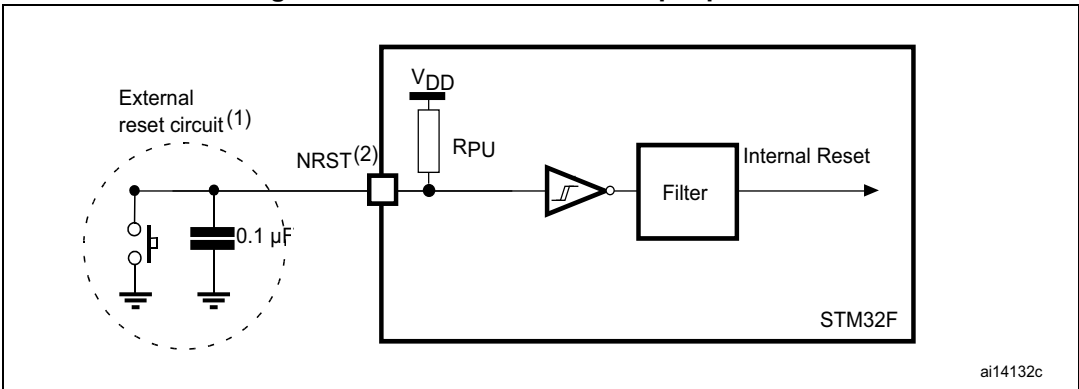 VDD
External
reset circuit(1)
NRST(2)
RPU
Internal Reset
Filter
0.1 µF
STM32F
ai14132c